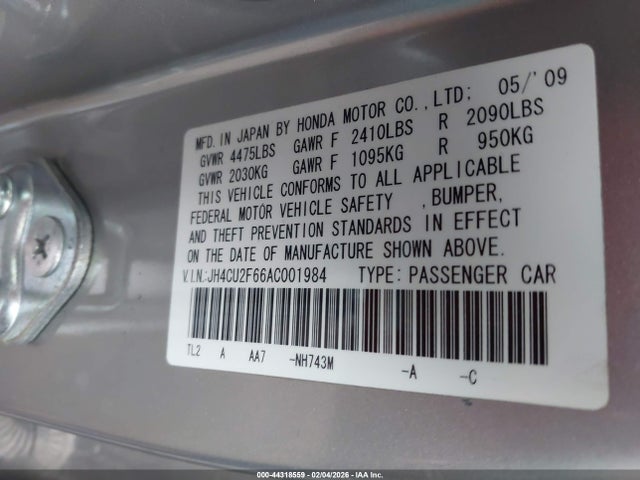 MFD. IN JAPAN BY HONDA MOTOR CO., LTD; 05/'09
GVWR 4475LBS GAWR F 2410LBS R 2090LBS
GVWR 2030KG GAWR F 1095KG R 950KG
THIS VEHICLE CONFORMS TO ALL APPLICABLE
FEDERAL MOTOR VEHICLE SAFETY , BUMPER,
AND THEFT PREVENTION STANDARDS IN EFFECT
ON THE DATE OF MANUFACTURE SHOWN ABOVE.
V.I.N: JH4CU2F66AC001984 TYPE: PASSENGER CAR
TL2 A AA7 -NH743M -A -C
000-44318559 - 02/04/2026 - IAA Inc.